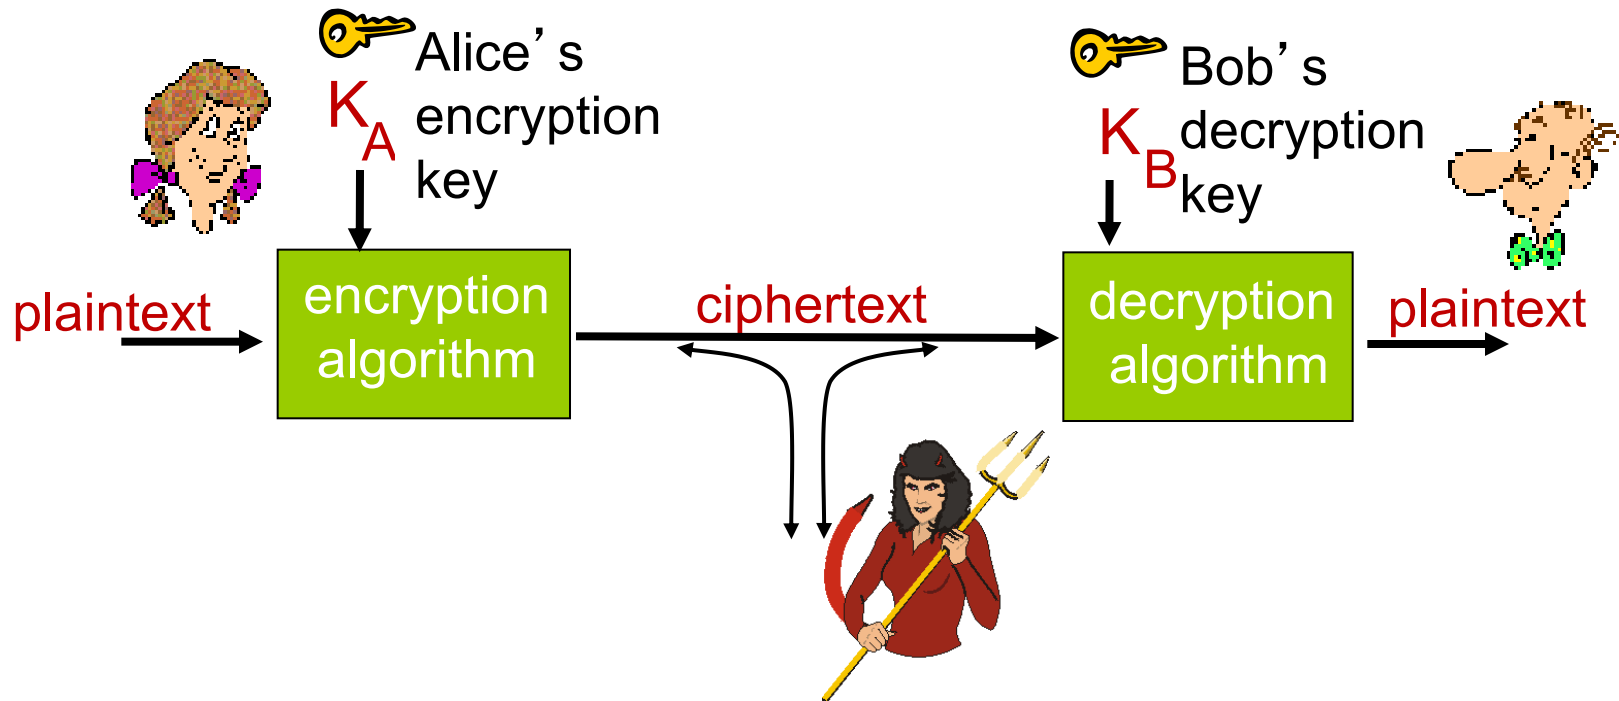 Alice’s
encryption
key
K
A
Bob’s
decryption
key
K
B
plaintext
encryption
algorithm
ciphertext
decryption
algorithm
plaintext